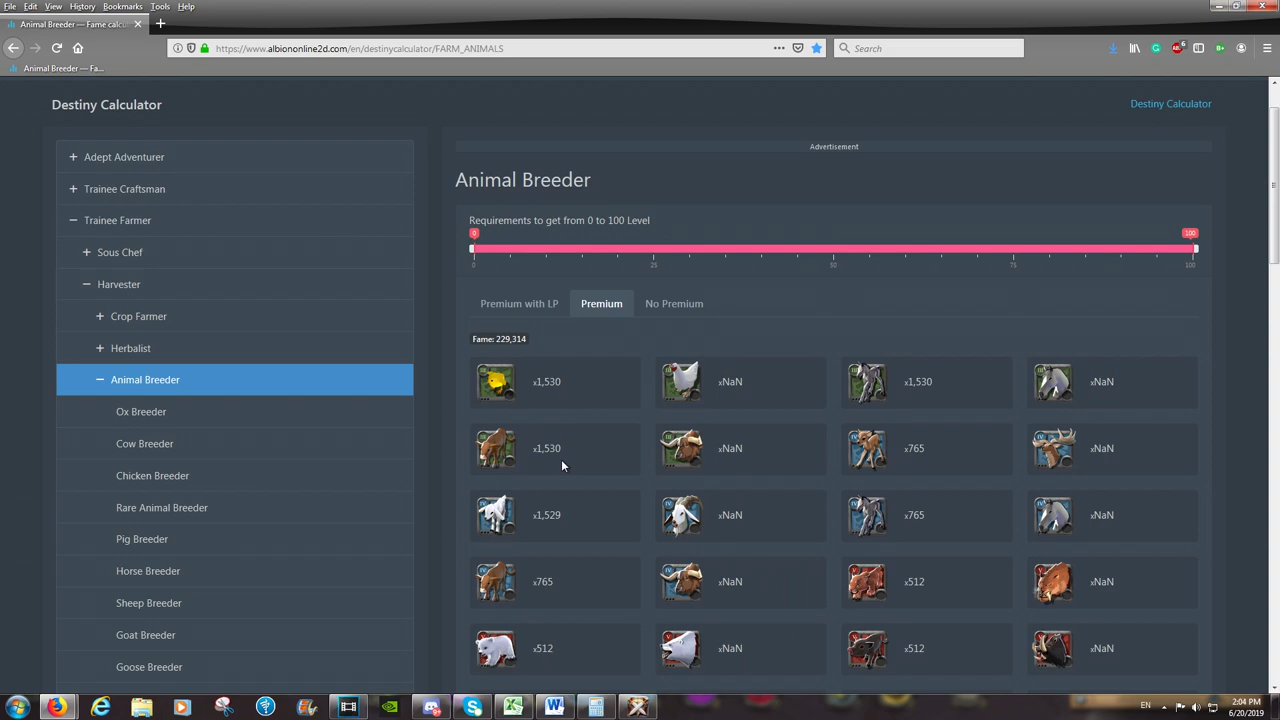 File Edit View History Bookmarks Tools Help
Animal Breeder — Fame calcu
https://www.albiononline2d.com/en/destinycalculator/FARM_ANIMALS
Search
6
Animal Breeder — Fa...
Destiny Calculator
Destiny Calculator
Adept Adventurer
Trainee Craftsman
Trainee Farmer
Sous Chef
Harvester
Crop Farmer
Herbalist
Animal Breeder
Ox Breeder
Cow Breeder
Chicken Breeder
Rare Animal Breeder
Pig Breeder
Horse Breeder
Sheep Breeder
Goat Breeder
Goose Breeder
Advertisement
Animal Breeder
Requirements to get from 0 to 100 Level
0 100
0 25 50 75 100
Premium with LP Premium No Premium
Fame: 229,314
x1,530 xNaN x1,530 xNaN
x1,530 xNaN x765 xNaN
x1,529 xNaN x765 xNaN
x765 xNaN x512 xNaN
x512 xNaN x512 xNaN
EN
2:04 PM
6/20/2019